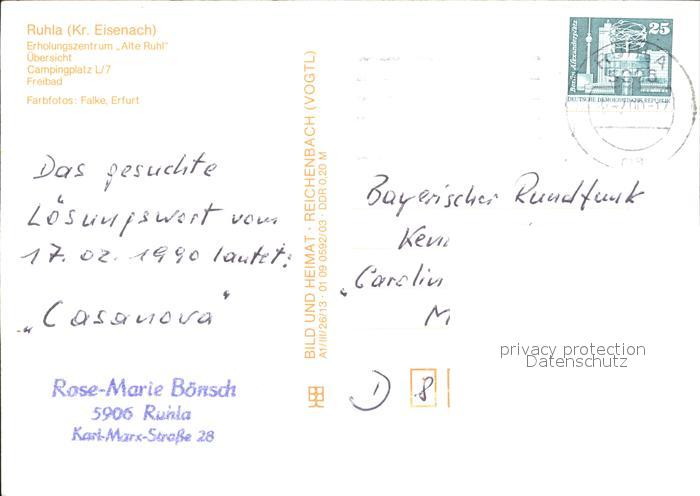 Ruhla (Kr. Eisenach)
Erholungszentrum „Alte Ruhl"
Übersicht
Campingplatz L/7
Freibad
Farbfotos: Falke, Erfurt
Das gesuchte
Lösungswort vom
17. 02. 1990 lautet:
„Casanova"
Rose-Marie Bönsch
5906 Ruhla
Karl-Marx-Straße 28
BILD UND HEIMAT · REICHENBACH (VOGTL)
A1/III/26/13 · 01 09 0592/03 · DDR 0,20 M
25
Berlin, Alexanderplatz
DEUTSCHE DEMOKRATISCHE REPUBLIK
Bayerischer Rundfunk
„Carolin
M
privacy protection
Datenschutz
D 8